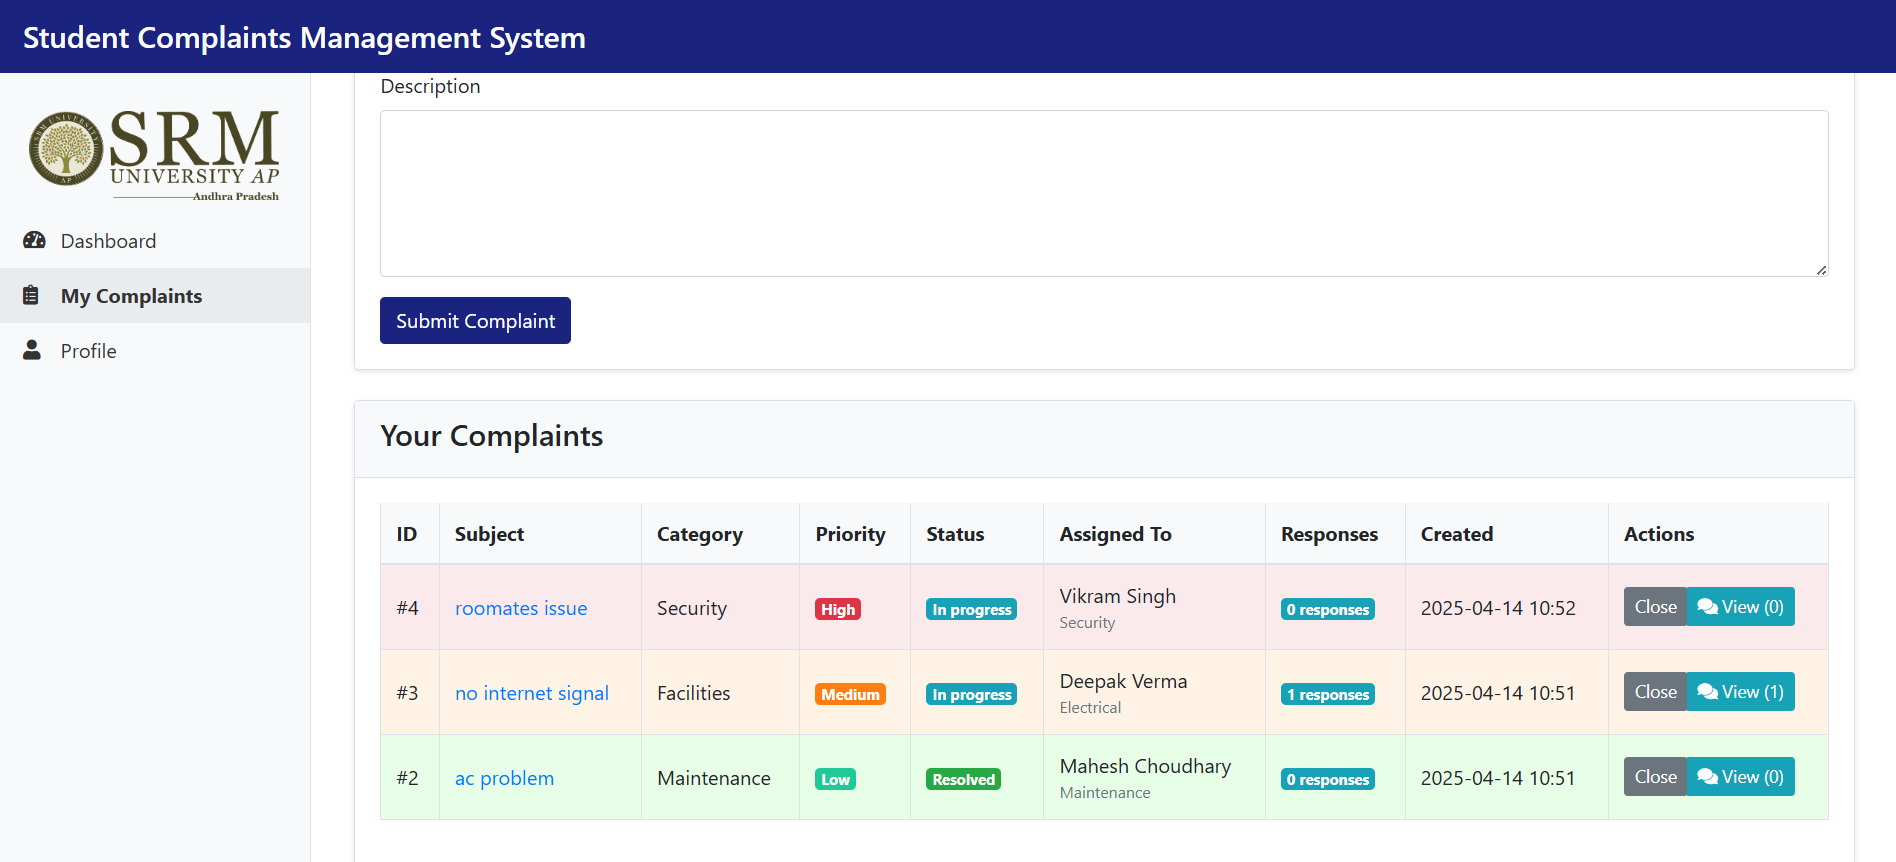 Student Complaints Management System
SRM
UNIVERSITY AP
Andhra Pradesh
Dashboard
My Complaints
Profile
Description
Submit Complaint
Your Complaints
ID Subject Category Priority Status Assigned To Responses Created Actions
#4 roomates issue Security High In progress Vikram Singh 0 responses 2025-04-14 10:52 Close View (0)
Security
#3 no internet signal Facilities Medium In progress Deepak Verma 1 responses 2025-04-14 10:51 Close View (1)
Electrical
#2 ac problem Maintenance Low Resolved Mahesh Choudhary 0 responses 2025-04-14 10:51 Close View (0)
Maintenance